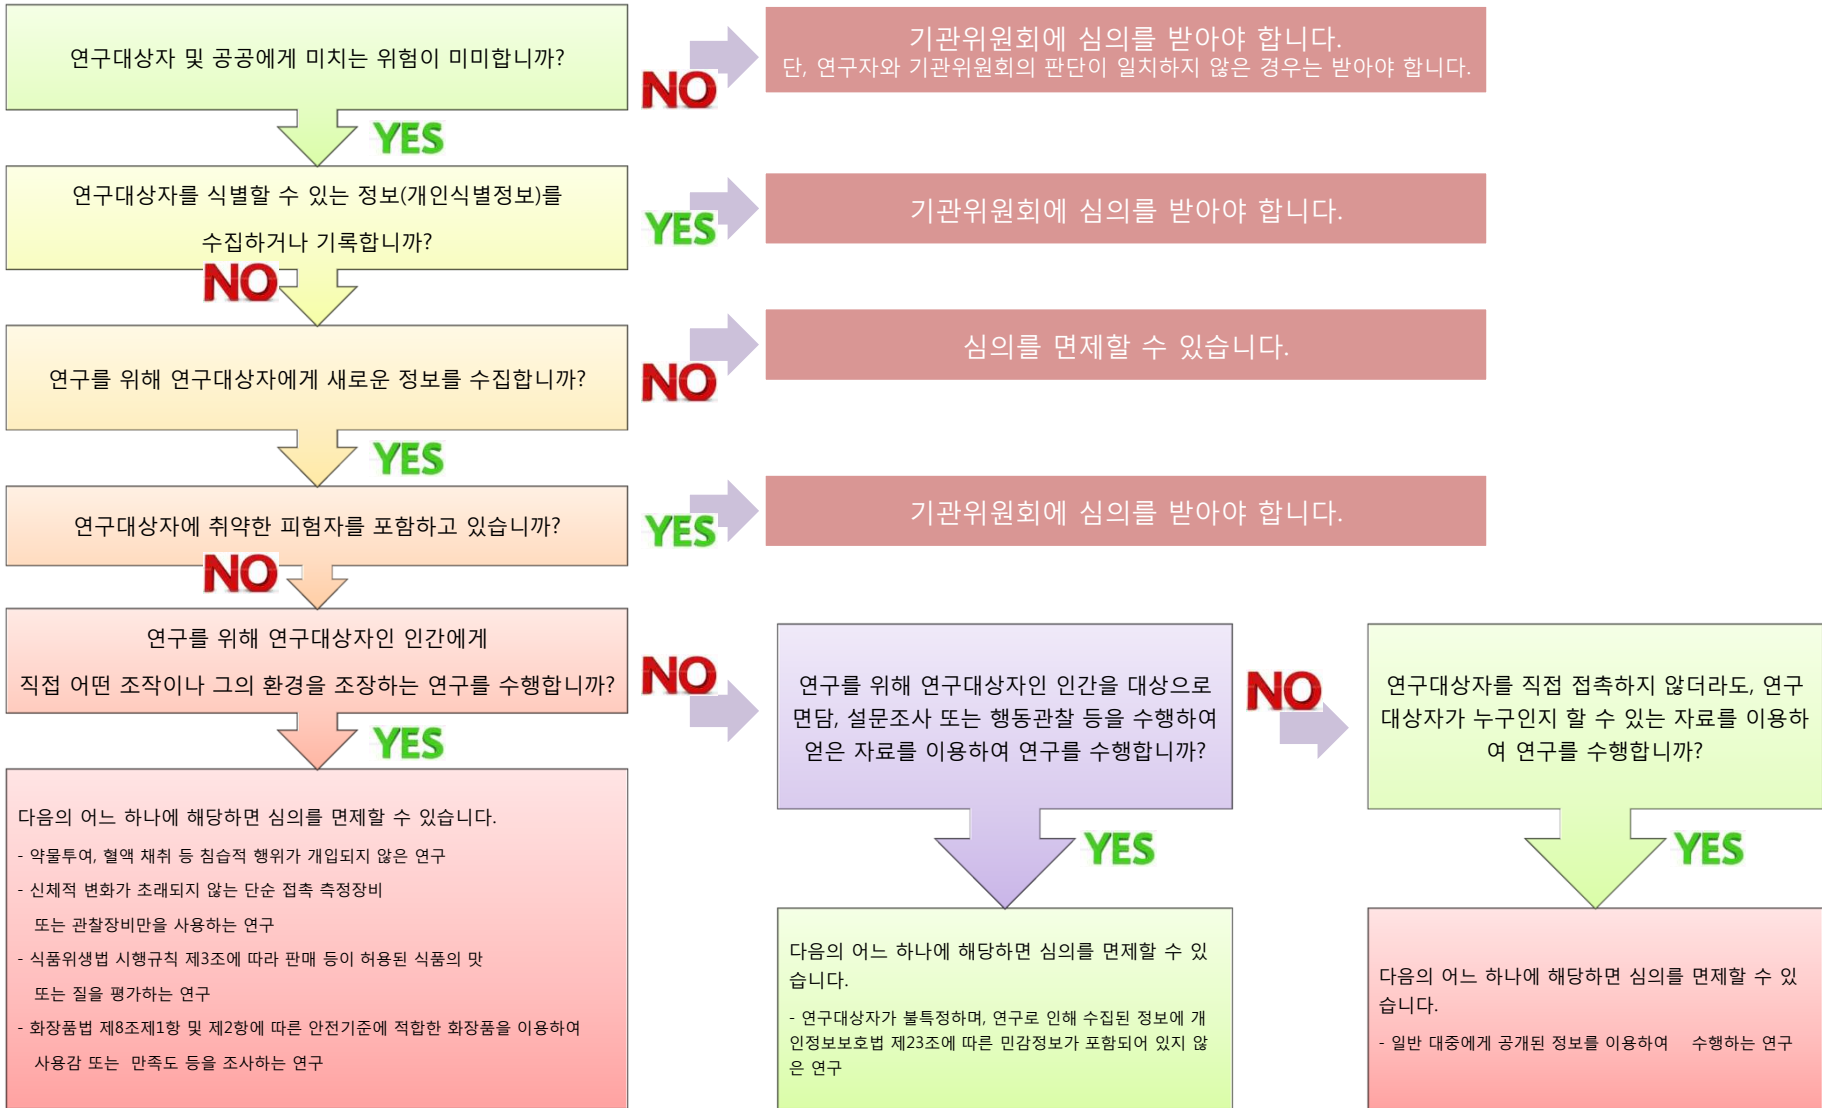 연구대상자 및 공공에게 미치는 위험이 미미합니까?
NO
기관위원회에 심의를 받아야 합니다.
단, 연구자와 기관위원회의 판단이 일치하지 않은 경우는 받아야 합니다.
YES
연구대상자를 식별할 수 있는 정보(개인식별정보)를
수집하거나 기록합니까?
YES
기관위원회에 심의를 받아야 합니다.
NO
연구를 위해 연구대상자에게 새로운 정보를 수집합니까?
NO
심의를 면제할 수 있습니다.
YES
연구대상자에 취약한 피험자를 포함하고 있습니까?
YES
기관위원회에 심의를 받아야 합니다.
NO
연구를 위해 연구대상자인 인간에게
직접 어떤 조작이나 그의 환경을 조장하는 연구를 수행합니까?
NO
연구를 위해 연구대상자인 인간을 대상으로
면담, 설문조사 또는 행동관찰 등을 수행하여
얻은 자료를 이용하여 연구를 수행합니까?
NO
연구대상자를 직접 접촉하지 않더라도, 연구
대상자가 누구인지 할 수 있는 자료를 이용하
여 연구를 수행합니까?
YES
다음의 어느 하나에 해당하면 심의를 면제할 수 있습니다.
- 약물투여, 혈액 채취 등 침습적 행위가 개입되지 않은 연구
- 신체적 변화가 초래되지 않는 단순 접촉 측정장비
또는 관찰장비만을 사용하는 연구
- 식품위생법 시행규칙 제3조에 따라 판매 등이 허용된 식품의 맛
또는 질을 평가하는 연구
- 화장품법 제8조제1항 및 제2항에 따른 안전기준에 적합한 화장품을 이용하여
사용감 또는 만족도 등을 조사하는 연구
YES
다음의 어느 하나에 해당하면 심의를 면제할 수 있
습니다.
- 연구대상자가 불특정하며, 연구로 인해 수집된 정보에 개
인정보보호법 제23조에 따른 민감정보가 포함되어 있지 않
은 연구
YES
다음의 어느 하나에 해당하면 심의를 면제할 수 있
습니다.
- 일반 대중에게 공개된 정보를 이용하여 수행하는 연구